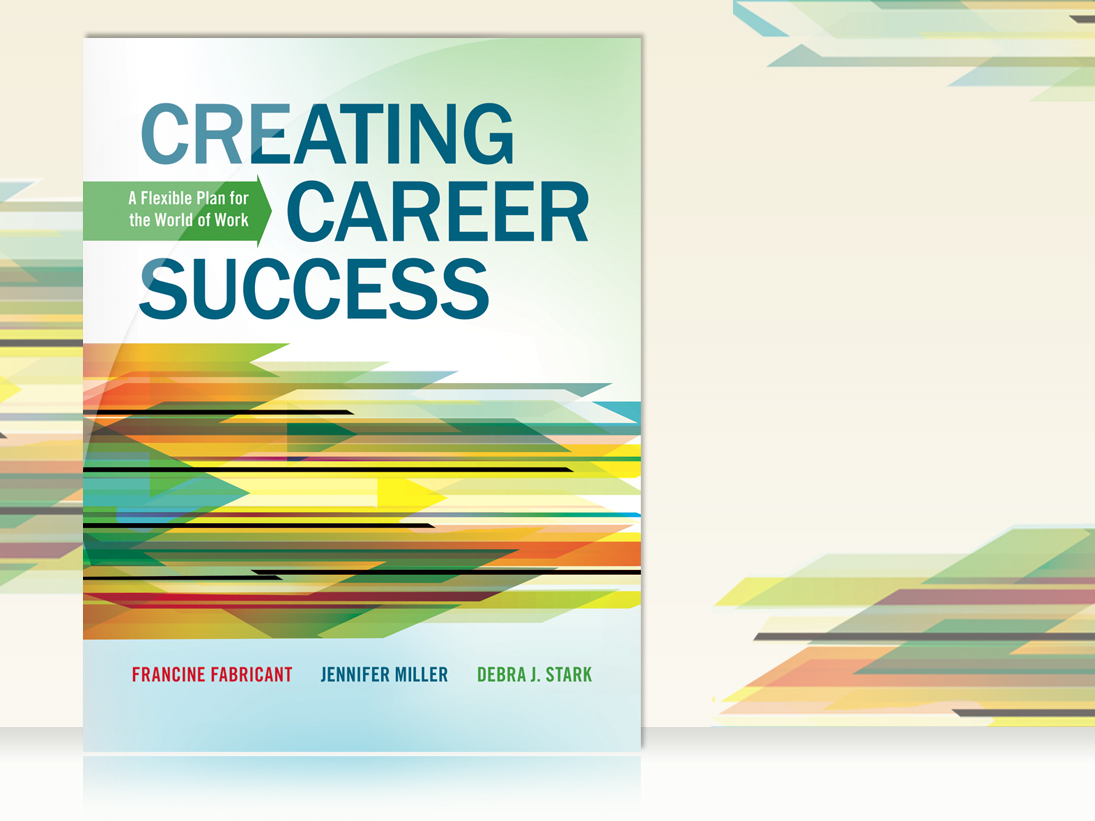 CREATING
A Flexible Plan for
the World of Work
CAREER
SUCCESS
FRANCINE FABRICANT JENNIFER MILLER DEBRA J. STARK